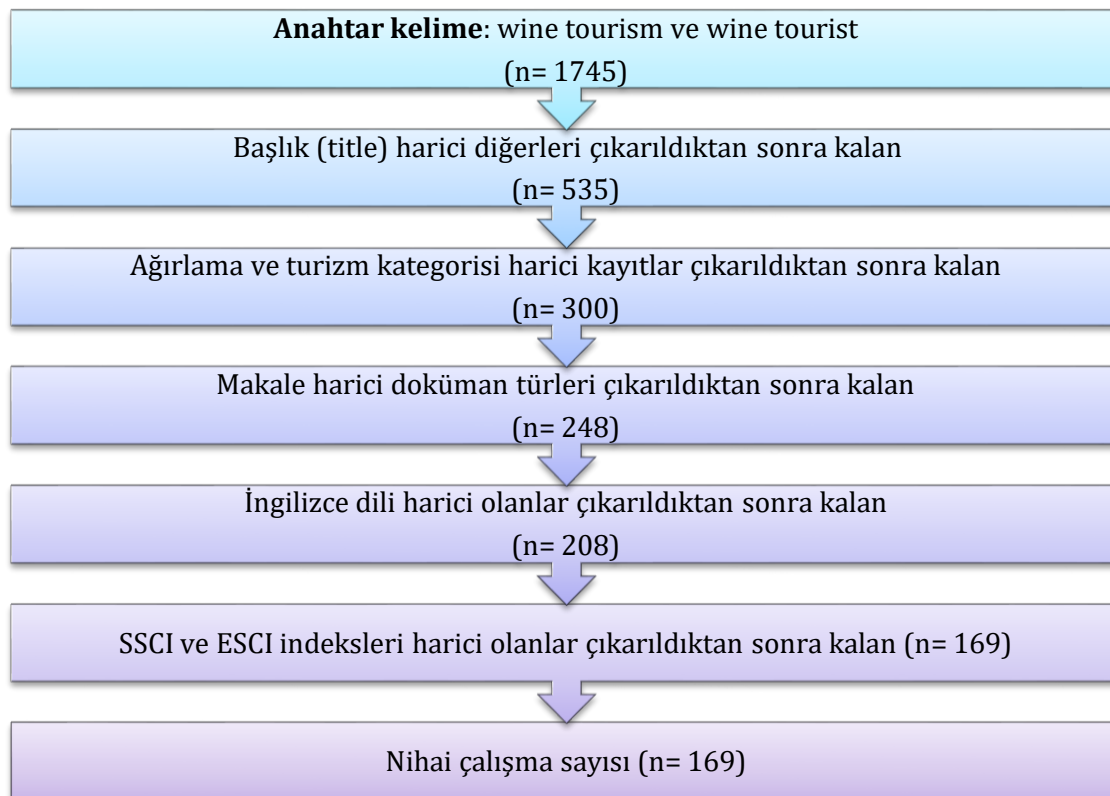 Anahtar kelime: wine tourism ve wine tourist
(n= 1745)
Başlık (title) harici diğerleri çıkarıldıktan sonra kalan
(n= 535)
Ağırlama ve turizm kategorisi harici kayıtlar çıkarıldıktan sonra kalan
(n= 300)
Makale harici doküman türleri çıkarıldıktan sonra kalan
(n= 248)
İngilizce dili harici olanlar çıkarıldıktan sonra kalan
(n= 208)
SSCI ve ESCI indeksleri harici olanlar çıkarıldıktan sonra kalan (n= 169)
Nihai çalışma sayısı (n= 169)